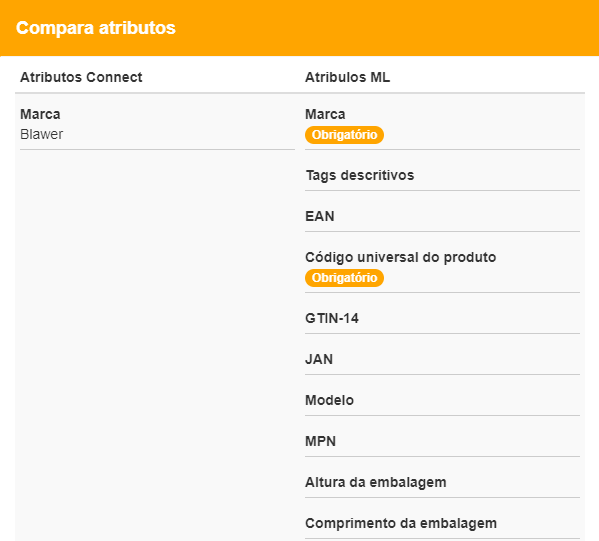 Compara atributos
Atributos Connect
Atribulos ML
Marca
Blawer
Marca
Obrigatório
Tags descritivos
EAN
Código universal do produto
Obrigatório
GTIN-14
JAN
Modelo
MPN
Altura da embalagem
Comprimento da embalagem